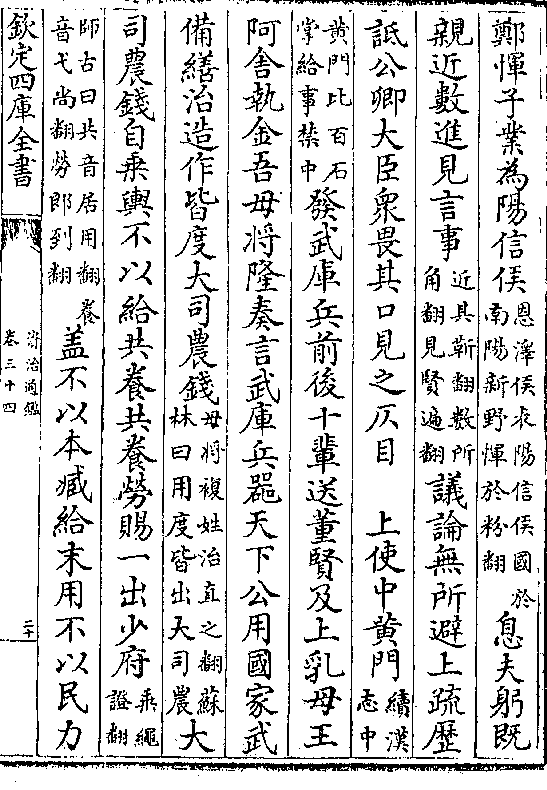 鄭惲子業為陽信侯恩澤侯表陽信侯國於南陽新野惲於粉翻息夫躬既
親近數進見言事近其靳翻數所角翻見賢遍翻議論無所避上疏歷
詆公卿大臣衆畏其口見之仄目　上使中黄門續漢志中
黄門比百石掌給事禁中發武庫兵前後十輩送董賢及上乳母王
阿舍執金吾毋將隆奏言武庫兵器天下公用國家武
備繕治造作皆度大司農錢毋將複姓治直之翻蘇林曰用度皆出大司農大
司農錢自乘輿不以給共養共養勞賜一出少府乘繩證翻
師古曰共音居用翻養音弋尚翻勞郎到翻蓋不以本臧給末用不以民力
欽定四庫全書
資治通鑑
卷三十四
二十